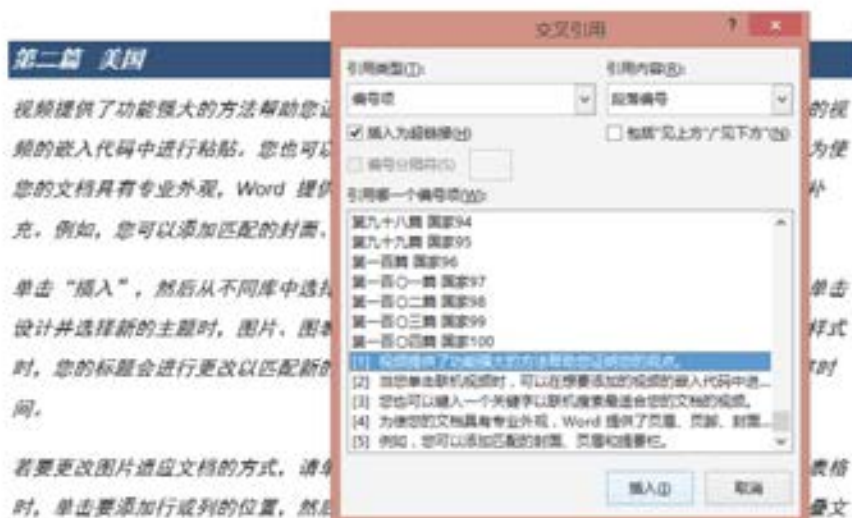 交叉引用
?
×
第二篇 美国
引用类型(T):
引用内容(R):
编号项
段落编号
插入为超链接(H)
包括"见上方"/"见下方"(N)
编号分隔符(S)
引用哪一个编号项(W):
第九十八篇 国家94
第九十九篇 国家95
第一百篇 国家96
第一百〇一篇 国家97
第一百〇二篇 国家98
第一百〇三篇 国家99
第一百〇四篇 国家100
[1] 视频提供了功能强大的方法帮助您证明您的观点。
[2] 当您单击联机视频时,可以在想要添加的视频的嵌入代码中进...
[3] 您也可以键入一个关键字以联机搜索最适合您的文档的视频。
[4] 为使您的文档具有专业外观,Word 提供了页眉、页脚、封面...
[5] 例如,您可以添加匹配的封面、页眉和提要栏。
插入(I)
取消
视频提供了功能强大的方法帮助您证
的视
频的嵌入代码中进行粘贴。您也可以
为使
您的文档具有专业外观,Word 提供
补
充。例如,您可以添加匹配的封面、
单击“插入”,然后从不同库中选择
单击
设计并选择新的主题时,图片、图表
样式
时,您的标题会进行更改以匹配新的
时
间。
若要更改图片适应文档的方式,请单
表格
时,单击要添加行或列的位置,然后
叠文